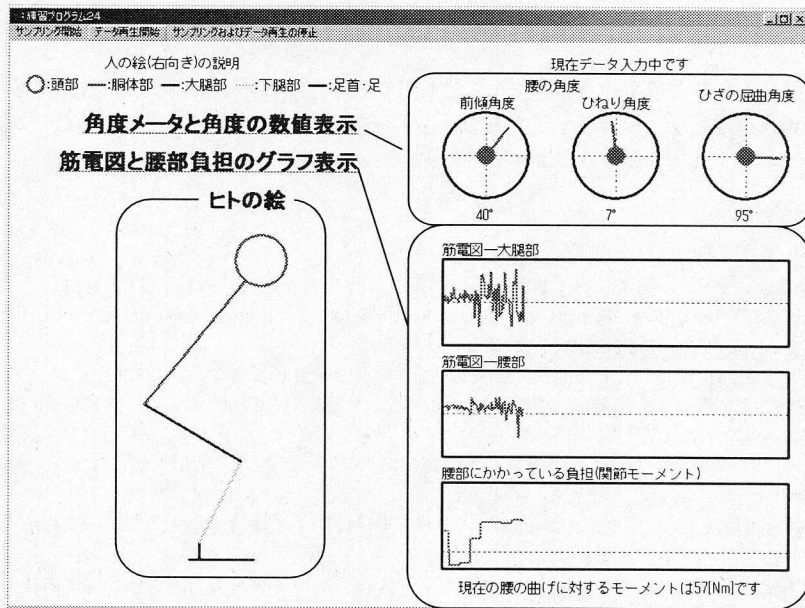 :練習プログラム24
サンプリング開始 データ再生開始 サンプリングおよびデータ再生の停止
人の絵(右向き)の説明
:頭部 :胴体部 :大腿部 :下腿部 :足首・足
角度メータと角度の数値表示
筋電図と腰部負担のグラフ表示
ヒトの絵
現在データ入力中です
腰の角度
前傾角度 ひねり角度 ひざの屈曲角度
40° 7° 95°
筋電図ー大腿部
筋電図ー腰部
腰部にかかっている負担(関節モーメント)
現在の腰の曲げに対するモーメントは57[Nm]です